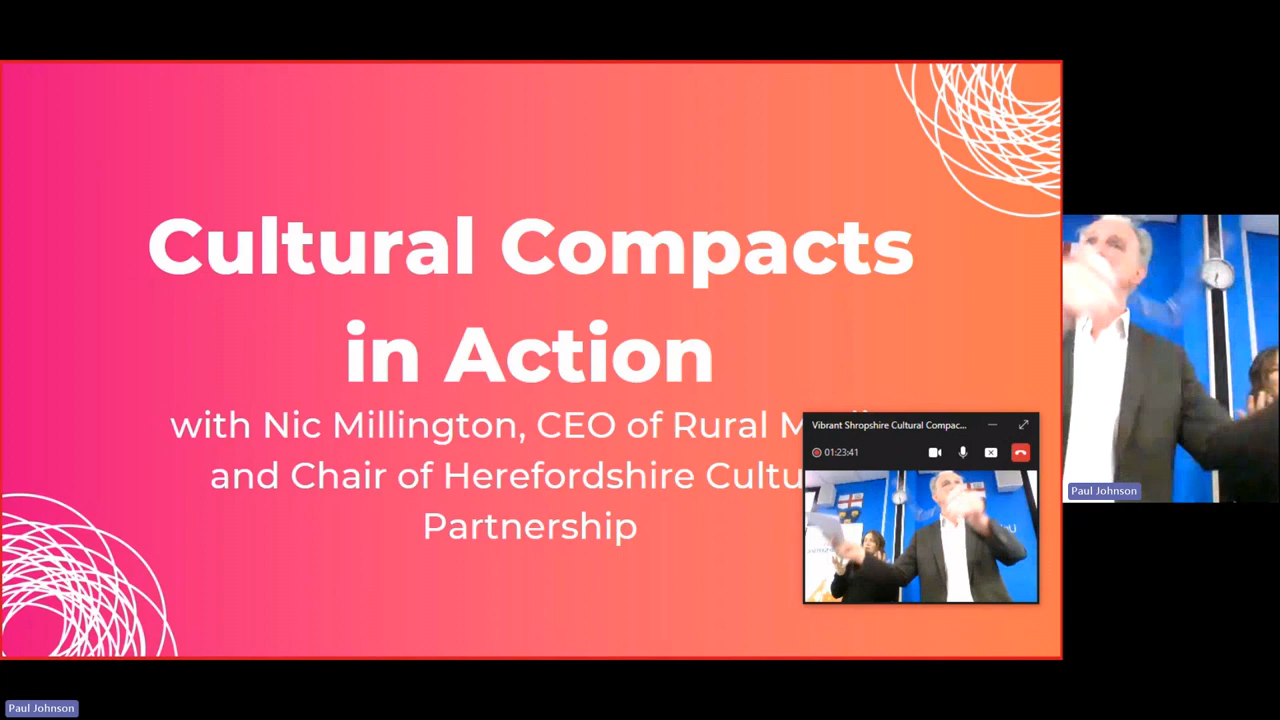 Cultural Compacts
in Action
with Nic Millington, CEO of Rural
and Chair of Herefordshire
Partnership
Vibrant Shropshire Cultural Compac...
01:23:41
Paul Johnson
Paul Johnson